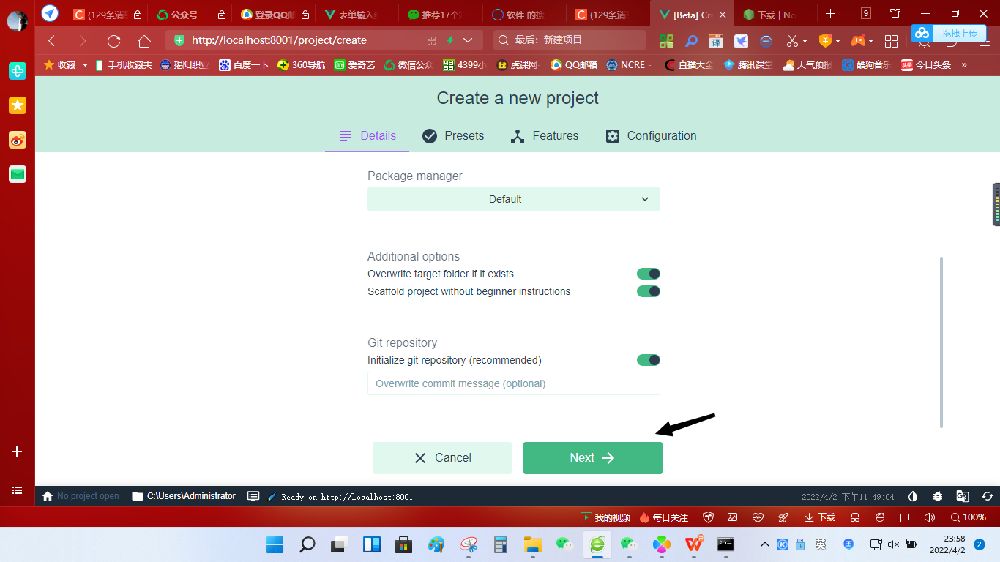 (129条消息
公众号
登录QQ邮
表单输入绑
推荐17个
软件 的搜
(129条消
[Beta] Cr
下载 | No
9
http://localhost:8001/project/create
最后: 新建项目
拖拽上传
收藏
手机收藏夹
揭阳职业
百度一下
360导航
爱奇艺
微信公众
4399小
虎课网
QQ邮箱
NCRE -
直播大全
腾讯课堂
天气预报
酷狗音乐
今日头条
»
Create a new project
Details
Presets
Features
Configuration
Package manager
Default
Additional options
Overwrite target folder if it exists
Scaffold project without beginner instructions
Git repository
Initialize git repository (recommended)
Overwrite commit message (optional)
Cancel
Next
No project open
C:\Users\Administrator
Ready on http://localhost:8001
2022/4/2 下午11:49:04
我的视频
每日关注
下载
100%
英
23:58
2022/4/2
2